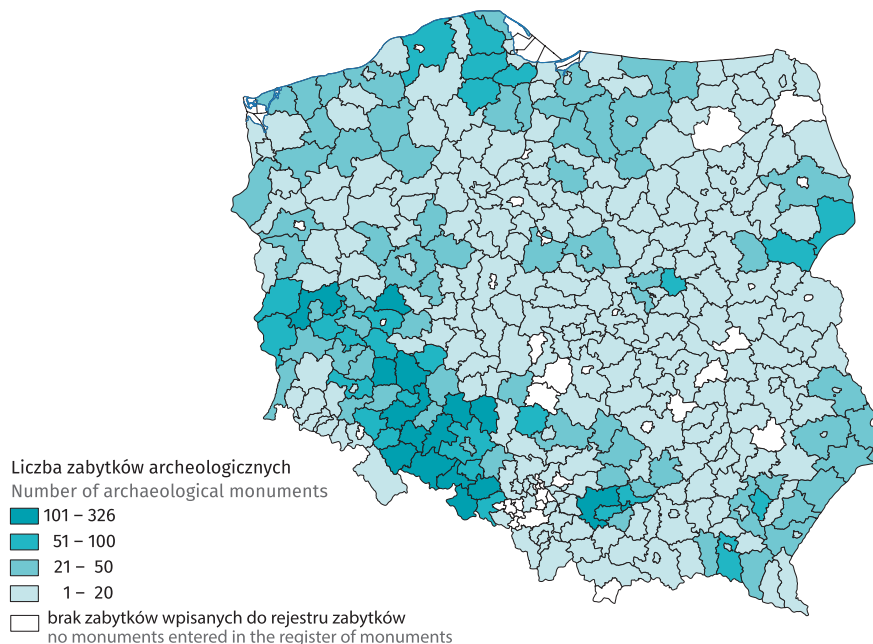 Liczba zabytków archeologicznych
Number of archaeological monuments
101 – 326
51 – 100
21 – 50
1 – 20
brak zabytków wpisanych do rejestru zabytków
no monuments entered in the register of monuments